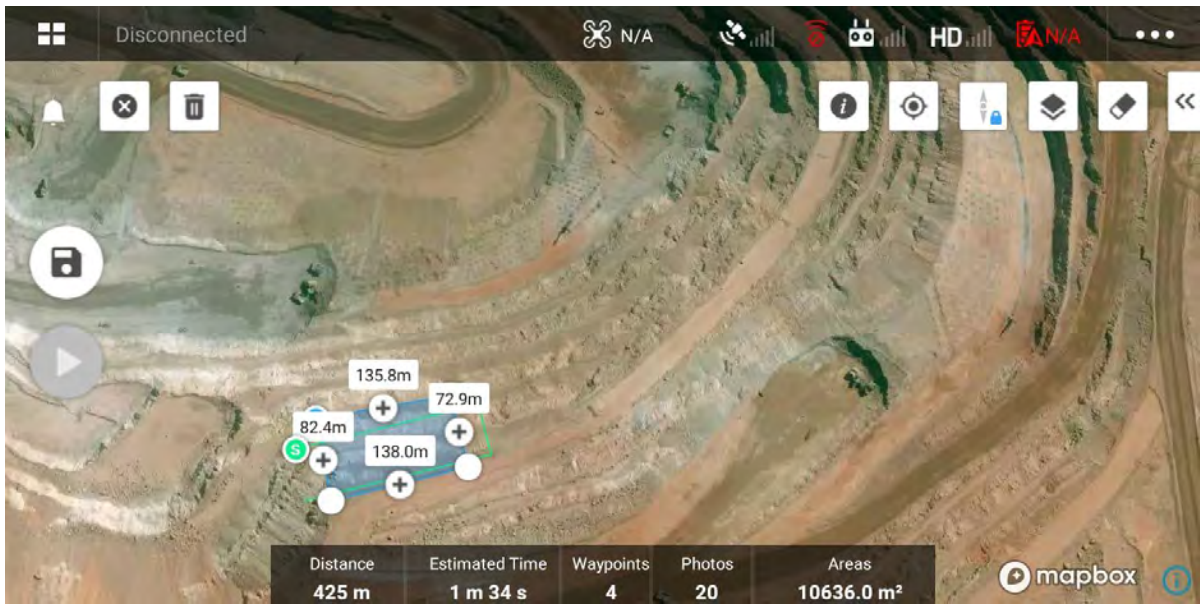 Disconnected
N/A
HD
N/A
135.8m
72.9m
82.4m
S
138.0m
Distance
Estimated Time
Waypoints
Photos
Areas
425 m
1 m 34 s
4
20
10636.0 m²
mapbox